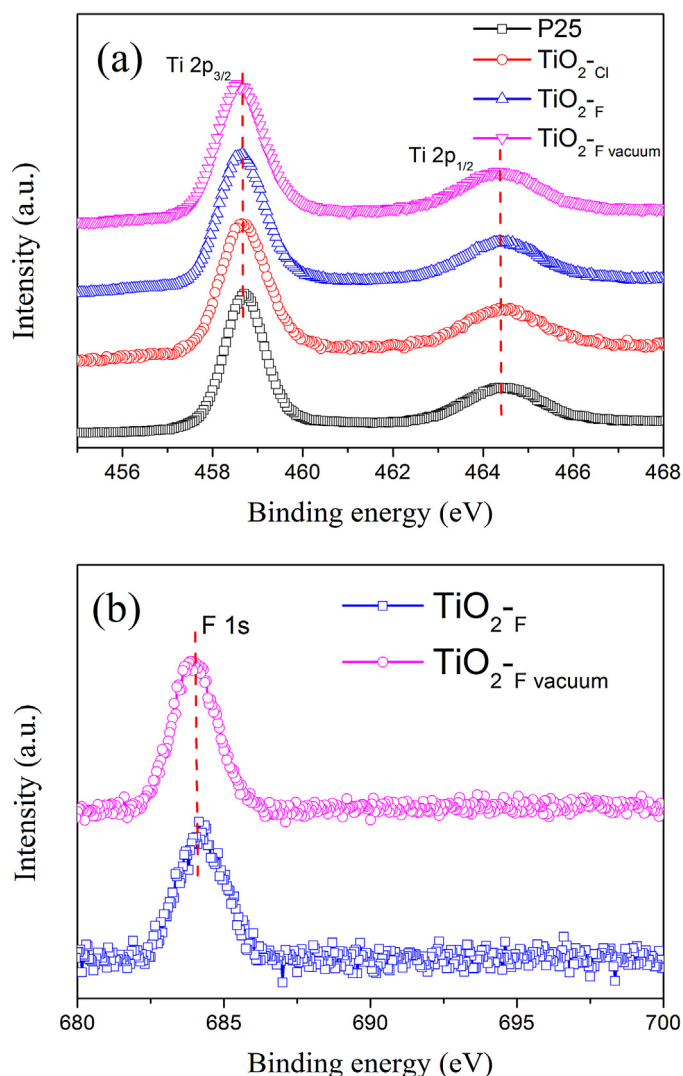 (a)
Ti 2p3/2
Ti 2p1/2
P25
TiO2-Cl
TiO2-F
TiO2-F vacuum
Intensity (a.u.)
456 458 460 462 464 466 468
Binding energy (eV)
(b)
F 1s
TiO2-F
TiO2-F vacuum
Intensity (a.u.)
680 685 690 695 700
Binding energy (eV)